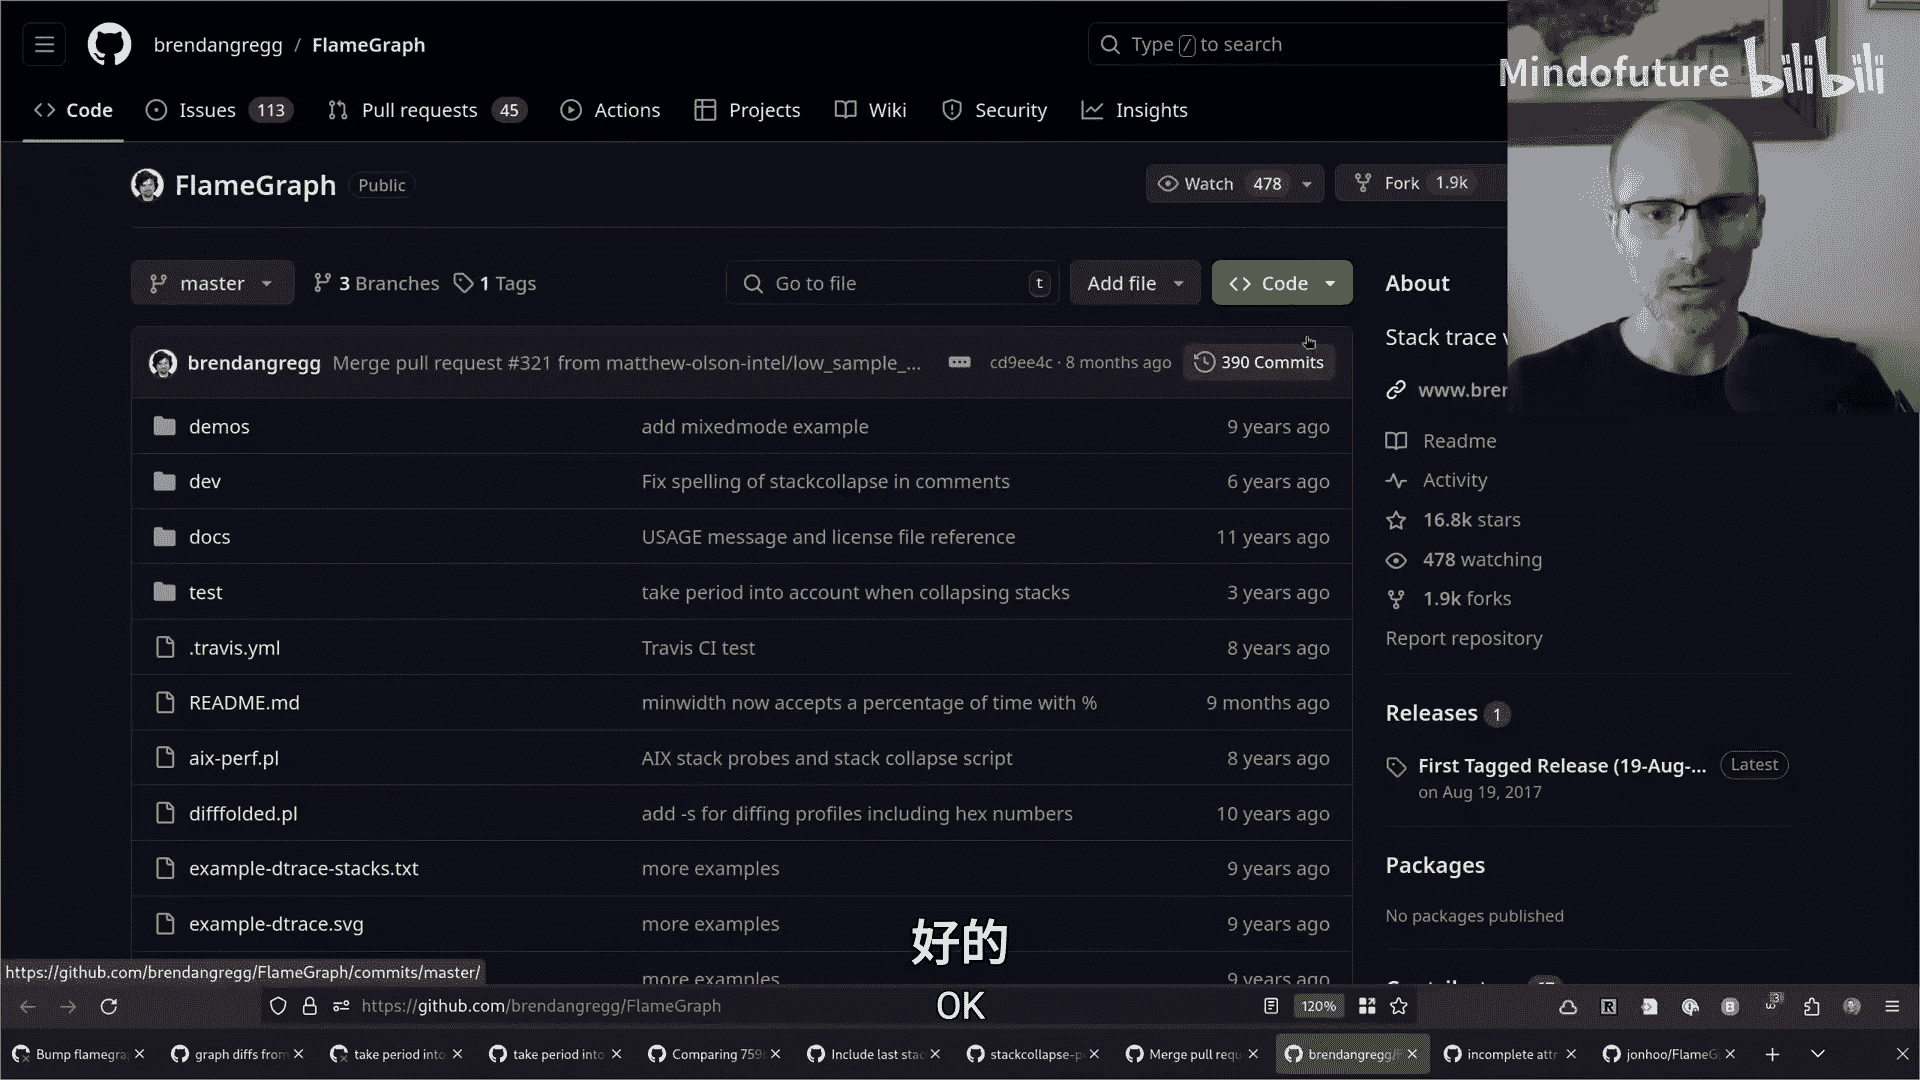 brendangregg / FlameGraph
Type / to search
Mindofuture bilibili
Code
Issues 113
Pull requests 45
Actions
Projects
Wiki
Security
Insights
FlameGraph Public
Watch 478
Fork 1.9k
master
3 Branches
1 Tags
Go to file t
Add file
Code
About
brendangregg Merge pull request #321 from matthew-olson-intel/low_sample_... cd9ee4c · 8 months ago 390 Commits
Stack trace
www.bre
demos add mixedmode example 9 years ago
dev Fix spelling of stackcollapse in comments 6 years ago
docs USAGE message and license file reference 11 years ago
test take period into account when collapsing stacks 3 years ago
.travis.yml Travis CI test 8 years ago
README.md minwidth now accepts a percentage of time with % 9 months ago
aix-perf.pl AIX stack probes and stack collapse script 8 years ago
difffolded.pl add -s for diffing profiles including hex numbers 10 years ago
example-dtrace-stacks.txt more examples 9 years ago
example-dtrace.svg more examples 9 years ago
more examples 9 years ago
Readme
Activity
16.8k stars
478 watching
1.9k forks
Report repository
Releases 1
First Tagged Release (19-Aug-... Latest
on Aug 19, 2017
Packages
No packages published
好的
OK
https://github.com/brendangregg/FlameGraph/commits/master/
https://github.com/brendangregg/FlameGraph
120%
Bump flamegra
graph diffs from
take period into
take period into
Comparing 759
Include last stac
stackcollapse-p
Merge pull requ
brendangregg/F
incomplete attr
jonhoo/FlameG